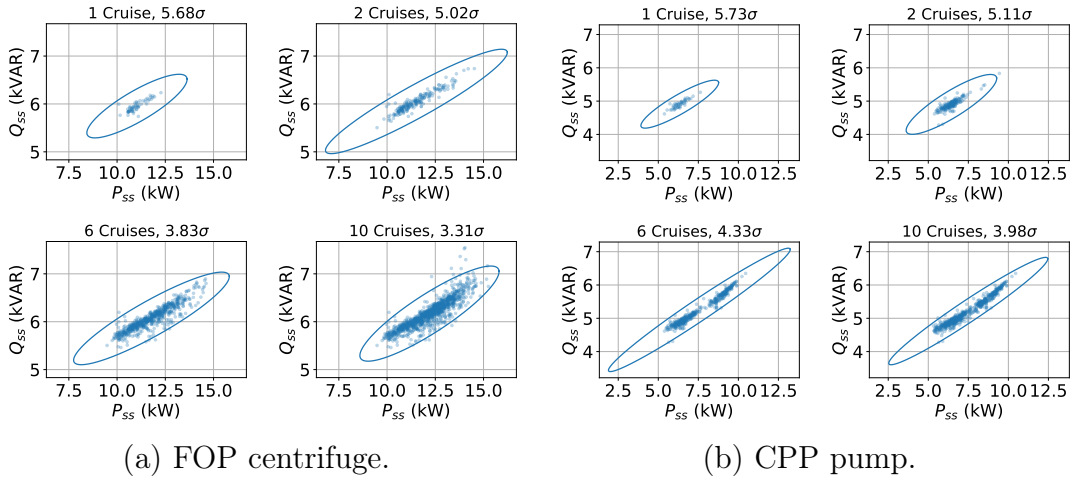 1 Cruise, 5.68σ
Q_ss (kVAR)
7
6
5
7.5 10.0 12.5 15.0
P_ss (kW)
2 Cruises, 5.02σ
Q_ss (kVAR)
7
6
5
7.5 10.0 12.5 15.0
P_ss (kW)
6 Cruises, 3.83σ
Q_ss (kVAR)
7
6
5
7.5 10.0 12.5 15.0
P_ss (kW)
10 Cruises, 3.31σ
Q_ss (kVAR)
7
6
5
7.5 10.0 12.5 15.0
P_ss (kW)
(a) FOP centrifuge.
1 Cruise, 5.73σ
Q_ss (kVAR)
7
6
5
4
2.5 5.0 7.5 10.0 12.5
P_ss (kW)
2 Cruises, 5.11σ
Q_ss (kVAR)
7
6
5
4
2.5 5.0 7.5 10.0 12.5
P_ss (kW)
6 Cruises, 4.33σ
Q_ss (kVAR)
7
6
5
4
2.5 5.0 7.5 10.0 12.5
P_ss (kW)
10 Cruises, 3.98σ
Q_ss (kVAR)
7
6
5
4
2.5 5.0 7.5 10.0 12.5
P_ss (kW)
(b) CPP pump.